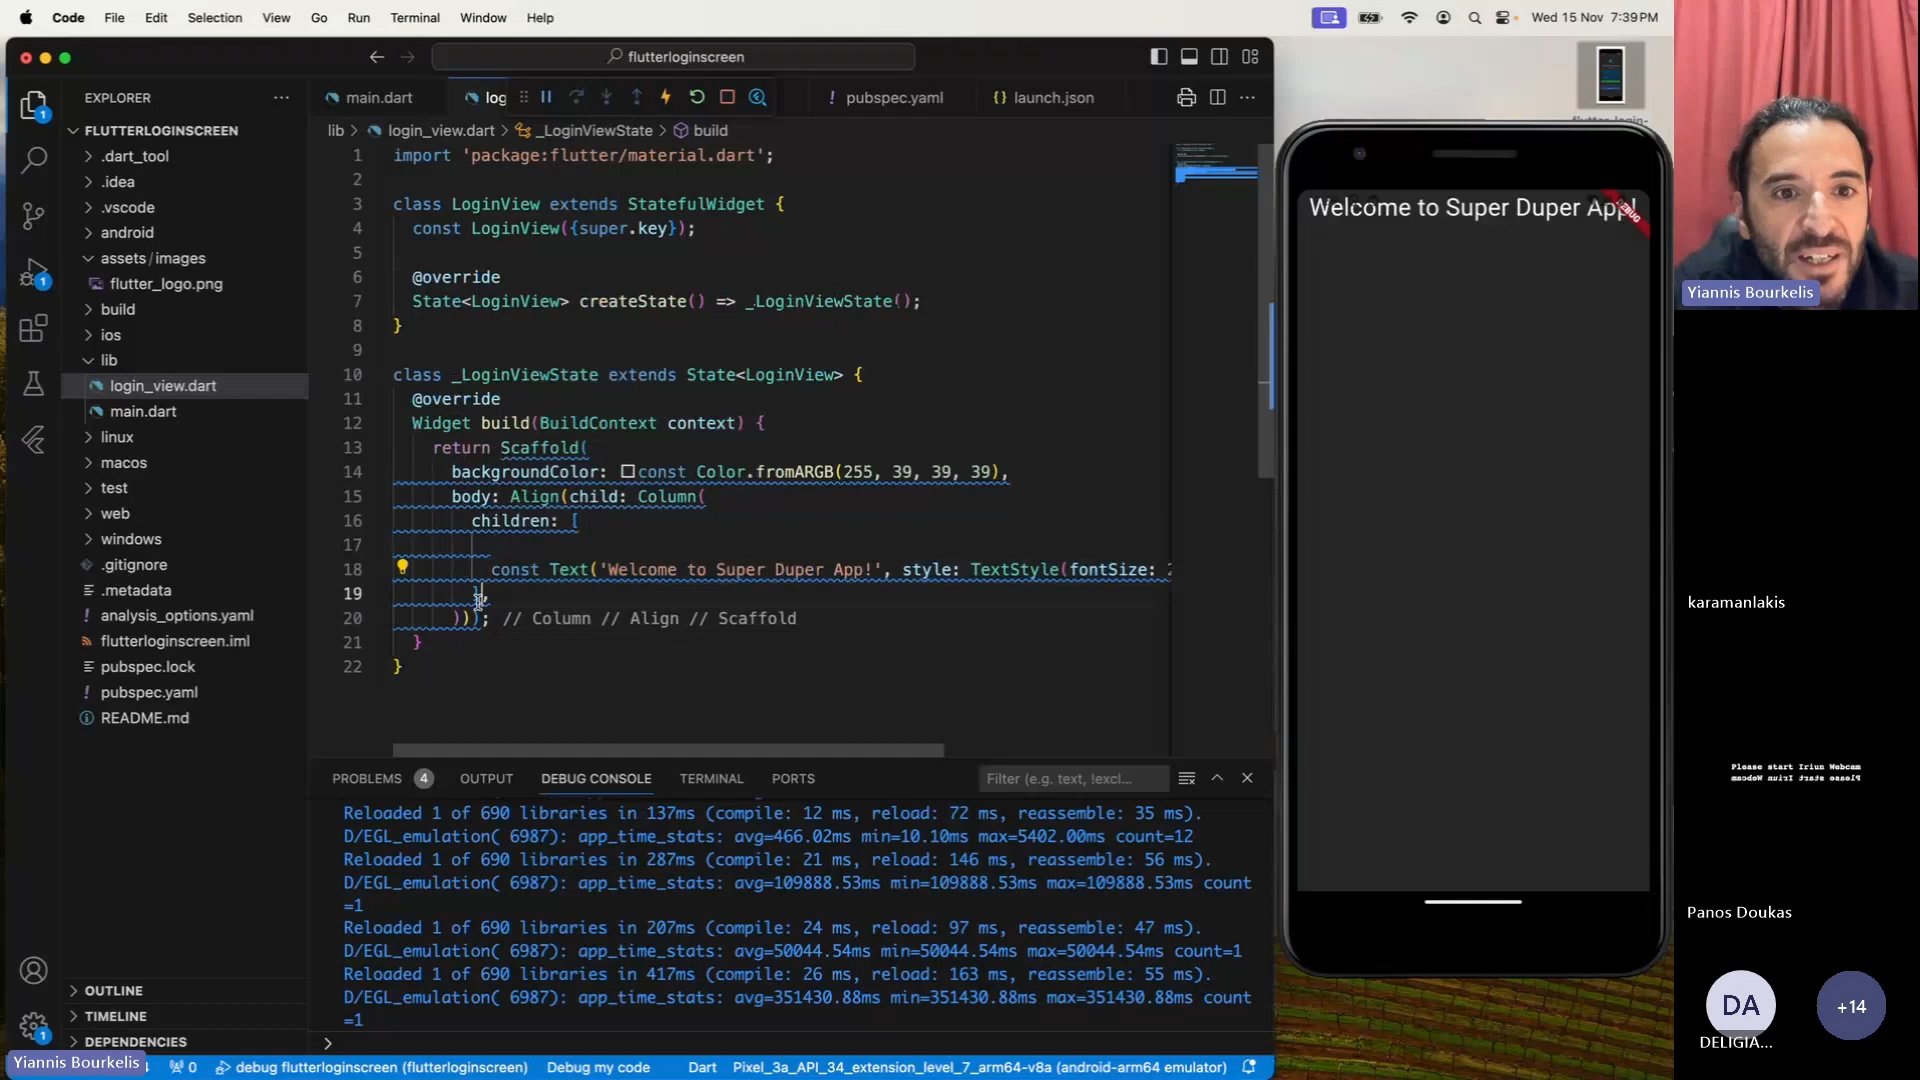 Code File Edit Selection View Go Run Terminal Window Help
Wed 15 Nov 7:39 PM
flutterloginscreen
EXPLORER
main.dart
log
pubspec.yaml
launch.json
FLUTTERLOGINSCREEN
lib > login_view.dart > _LoginViewState > build
.dart_tool
.idea
.vscode
android
assets/images
flutter_logo.png
build
ios
lib
login_view.dart
main.dart
linux
macos
test
web
windows
.gitignore
.metadata
analysis_options.yaml
flutterloginscreen.iml
pubspec.lock
pubspec.yaml
README.md
OUTLINE
TIMELINE
DEPENDENCIES
1 import 'package:flutter/material.dart';
2
3 class LoginView extends StatefulWidget {
4 const LoginView({super.key});
5
6 @override
7 State<LoginView> createState() => _LoginViewState();
8 }
9
10 class _LoginViewState extends State<LoginView> {
11 @override
12 Widget build(BuildContext context) {
13 return Scaffold(
14 backgroundColor: const Color.fromARGB(255, 39, 39, 39),
15 body: Align(child: Column(
16 children: [
17
18 const Text('Welcome to Super Duper App!', style: TextStyle(fontSize: 2
19 ],
20 ))); // Column // Align // Scaffold
21 }
22 }
PROBLEMS 4 OUTPUT DEBUG CONSOLE TERMINAL PORTS
Filter (e.g. text, !excl...
Reloaded 1 of 690 libraries in 137ms (compile: 12 ms, reload: 72 ms, reassemble: 35 ms).
D/EGL_emulation( 6987): app_time_stats: avg=466.02ms min=10.10ms max=5402.00ms count=12
Reloaded 1 of 690 libraries in 287ms (compile: 21 ms, reload: 146 ms, reassemble: 56 ms).
D/EGL_emulation( 6987): app_time_stats: avg=109888.53ms min=109888.53ms max=109888.53ms count
=1
Reloaded 1 of 690 libraries in 207ms (compile: 24 ms, reload: 97 ms, reassemble: 47 ms).
D/EGL_emulation( 6987): app_time_stats: avg=50044.54ms min=50044.54ms max=50044.54ms count=1
Reloaded 1 of 690 libraries in 417ms (compile: 26 ms, reload: 163 ms, reassemble: 55 ms).
D/EGL_emulation( 6987): app_time_stats: avg=351430.88ms min=351430.88ms max=351430.88ms count
=1
Yiannis Bourkelis
4 0 debug flutterloginscreen (flutterloginscreen) Debug my code Dart Pixel_3a_API_34_extension_level_7_arm64-v8a (android-arm64 emulator)
Welcome to Super Duper App!
DEBUG
Yiannis Bourkelis
karamanlakis
Please start Iriun Webcam
Panos Doukas
DA
+14
DELIGIA...